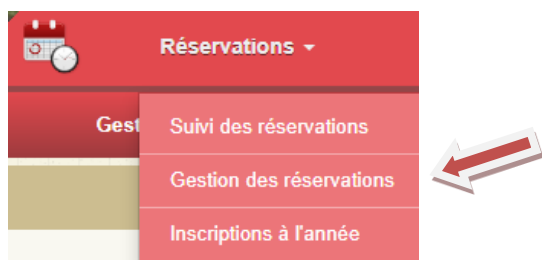 Réservations
Gest
Suivi des réservations
Gestion des réservations
Inscriptions à l'année